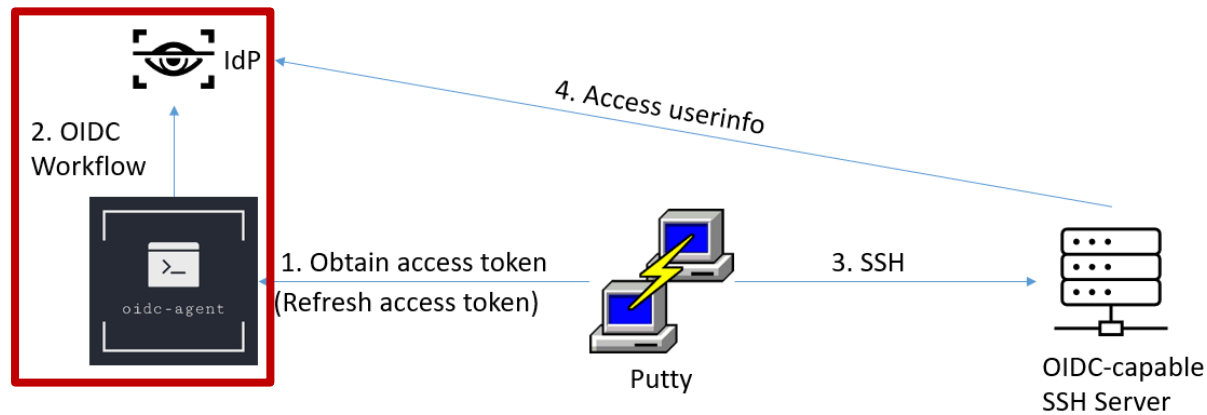 IdP
4. Access userinfo
2. OIDC
Workflow
>_
oidc-agent
1. Obtain access token
(Refresh access token)
3. SSH
Putty
OIDC-capable
SSH Server